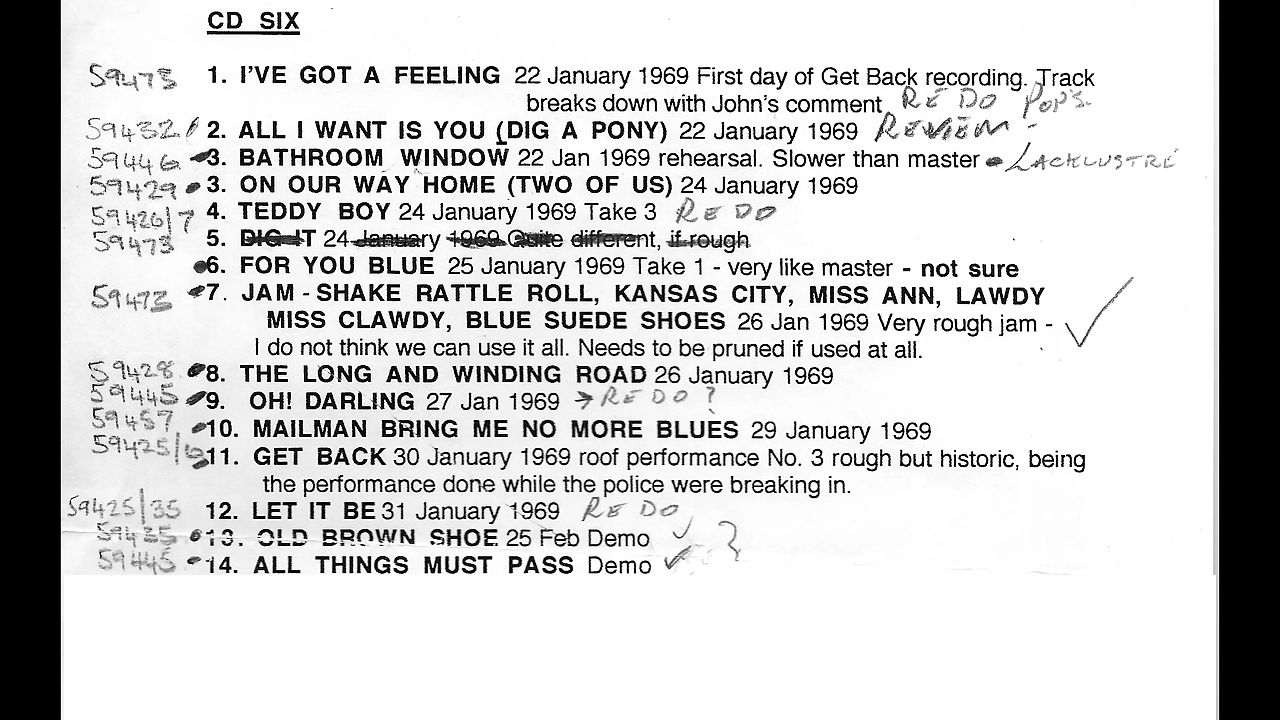 CD SIX
59473 1. I'VE GOT A FEELING 22 January 1969 First day of Get Back recording. Track
breaks down with John's comment REDO POPS.
59432/ 2. ALL I WANT IS YOU (DIG A PONY) 22 January 1969 REVIEW -
59446 3. BATHROOM WINDOW 22 Jan 1969 rehearsal. Slower than master - LACKLUSTRE
59429 3. ON OUR WAY HOME (TWO OF US) 24 January 1969
59426/7 4. TEDDY BOY 24 January 1969 Take 3 REDO
59473 5. DIG IT 24 January 1969 Quite different, if rough
6. FOR YOU BLUE 25 January 1969 Take 1 - very like master - not sure
59473 7. JAM - SHAKE RATTLE ROLL, KANSAS CITY, MISS ANN, LAWDY
MISS CLAWDY, BLUE SUEDE SHOES 26 Jan 1969 Very rough jam -
I do not think we can use it all. Needs to be pruned if used at all.
59428 8. THE LONG AND WINDING ROAD 26 January 1969
59445 9. OH! DARLING 27 Jan 1969 → REDO?
59457 10. MAILMAN BRING ME NO MORE BLUES 29 January 1969
59425/6 11. GET BACK 30 January 1969 roof performance No. 3 rough but historic, being
the performance done while the police were breaking in.
59425/35 12. LET IT BE 31 January 1969 REDO
59435 13. OLD BROWN SHOE 25 Feb Demo ✓ ?
59445 14. ALL THINGS MUST PASS Demo ✓